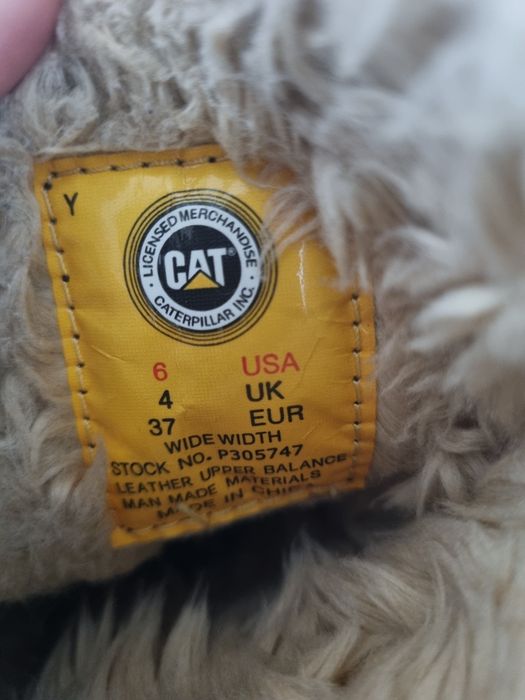 Y
LICENSED MERCHANDISE
CAT®
CATERPILLAR INC.
6 USA
4 UK
37 EUR
WIDE WIDTH
STOCK NO. P305747
LEATHER UPPER BALANCE
MAN MADE MATERIALS
MADE IN CHINA